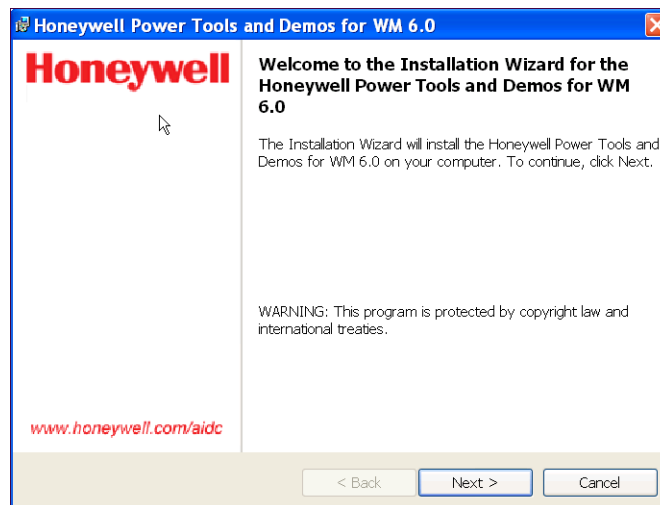 Honeywell Power Tools and Demos for WM 6.0
Honeywell
Welcome to the Installation Wizard for the
Honeywell Power Tools and Demos for WM
6.0
The Installation Wizard will install the Honeywell Power Tools and
Demos for WM 6.0 on your computer. To continue, click Next.
WARNING: This program is protected by copyright law and
international treaties.
www.honeywell.com/aidc
< Back
Next >
Cancel